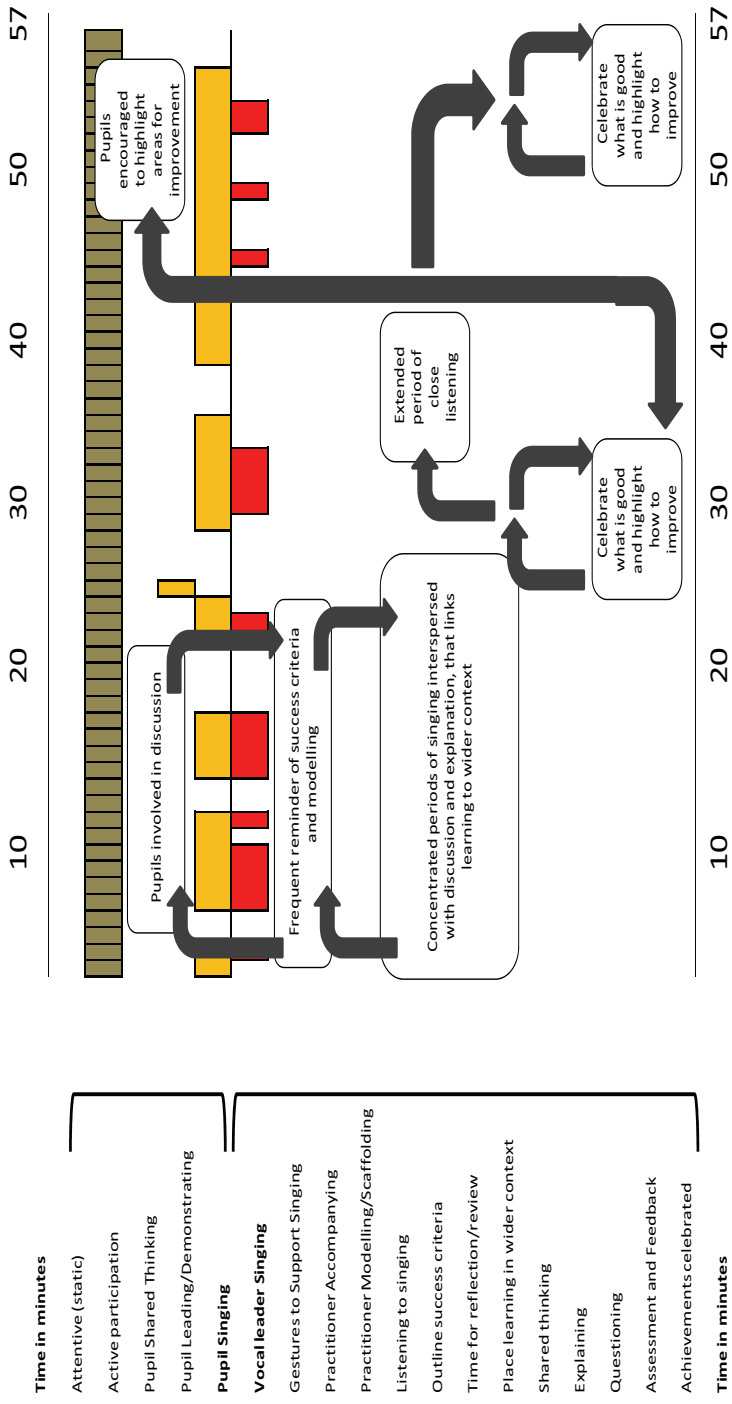 Time in minutes
Attentive (static)
Active participation
Pupil Shared Thinking
Pupil Leading/Demonstrating
Pupil Singing
Vocal leader Singing
Gestures to Support Singing
Practitioner Accompanying
Practitioner Modelling/Scaffolding
Listening to singing
Outline success criteria
Time for reflection/review
Place learning in wider context
Shared thinking
Explaining
Questioning
Assessment and Feedback
Achievements celebrated
Time in minutes
10
20
30
40
50
57
Pupils involved in discussion
Pupils
encouraged
to highlight
areas for
improvement
Frequent reminder of success criteria
and modelling
Concentrated periods of singing interspersed
with discussion and explanation, that links
learning to wider context
Extended
period of
close
listening
Celebrate
what is good
and highlight
how to
improve
Celebrate
what is good
and highlight
how to
improve
10
20
30
40
50
57